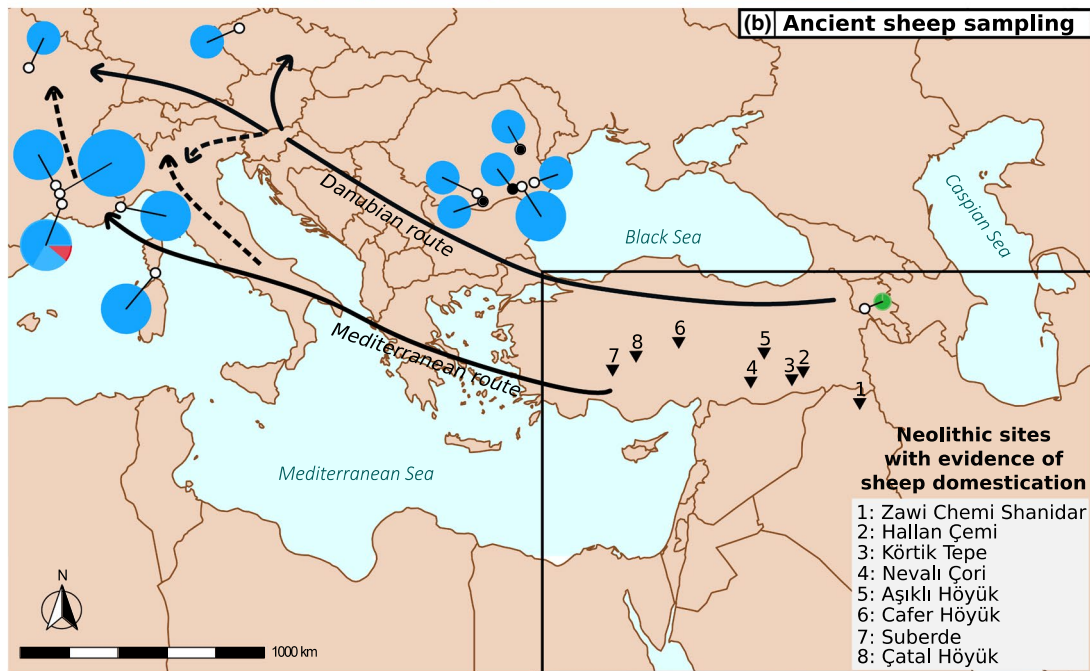 (b) Ancient sheep sampling
Danubian route
Black Sea
Caspian Sea
Mediterranean route
Mediterranean Sea
6
8
7
5
4
3
2
1
Neolithic sites
with evidence of
sheep domestication
1: Zawi Chemi Shanidar
2: Hallan Çemi
3: Körtik Tepe
4: Nevalı Çori
5: Aşıklı Höyük
6: Cafer Höyük
7: Suberde
8: Çatal Höyük
N
1000 km